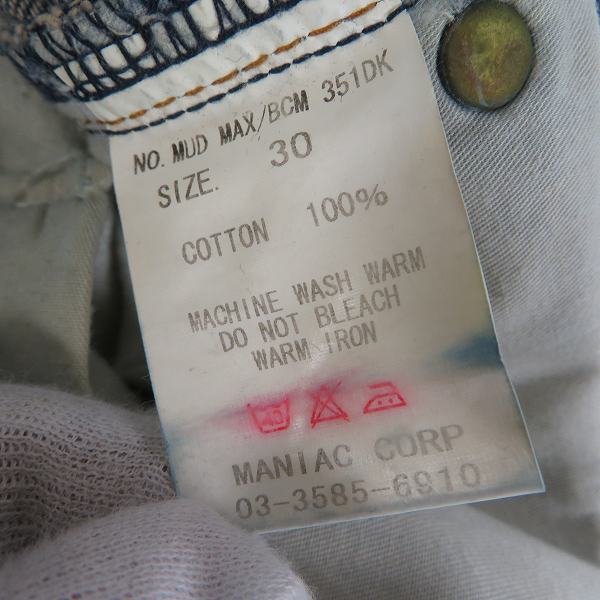 NO. MUD MAX/BCM 351DK
SIZE. 30
COTTON 100%
MACHINE WASH WARM
DO NOT BLEACH
WARM IRON
40
MANIAC CORP
03-3585-6910